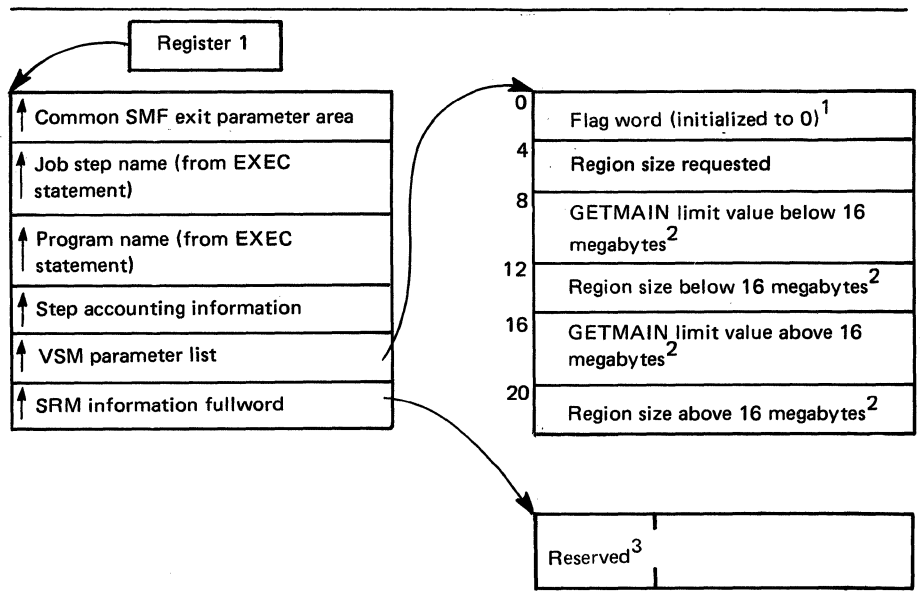 Register 1
Common SMF exit parameter area
Job step name (from EXEC
statement)
Program name (from EXEC
statement)
Step accounting information
VSM parameter list
SRM information fullword
0
Flag word (initialized to 0)1
4
Region size requested
8
GETMAIN limit value below 16
megabytes2
12
Region size below 16 megabytes2
16
GETMAIN limit value above 16
megabytes2
20
Region size above 16 megabytes2
Reserved3